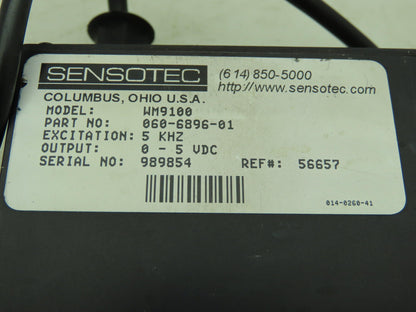 SENSOTEC (614) 850-5000
http://www.sensotec.com
COLUMBUS, OHIO U.S.A.
MODEL: WM9100
PART NO: 060-6896-01
EXCITATION: 5 KHZ
OUTPUT: 0 - 5 VDC
SERIAL NO: 989854 REF#: 56657
014-0260-41